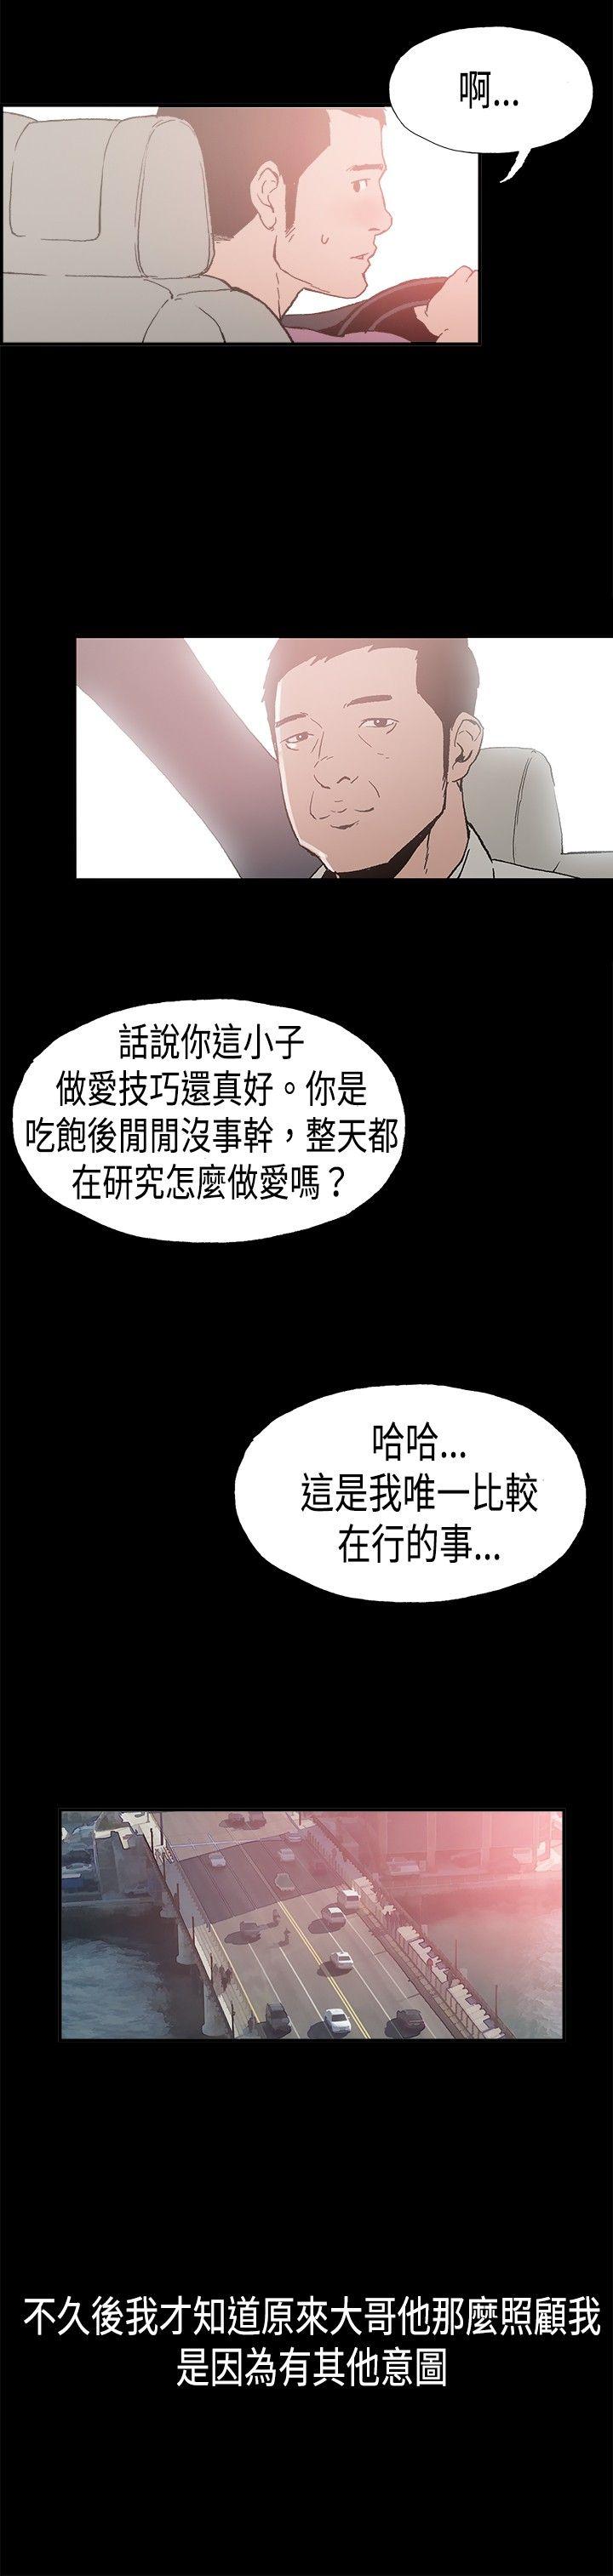 啊...
話說你這小子
做愛技巧還真好。你是
吃飽後閒閒沒事幹，整天都
在研究怎麼做愛嗎？
哈哈...
這是我唯一比較
在行的事...
不久後我才知道原來大哥他那麼照顧我
是因為有其他意圖